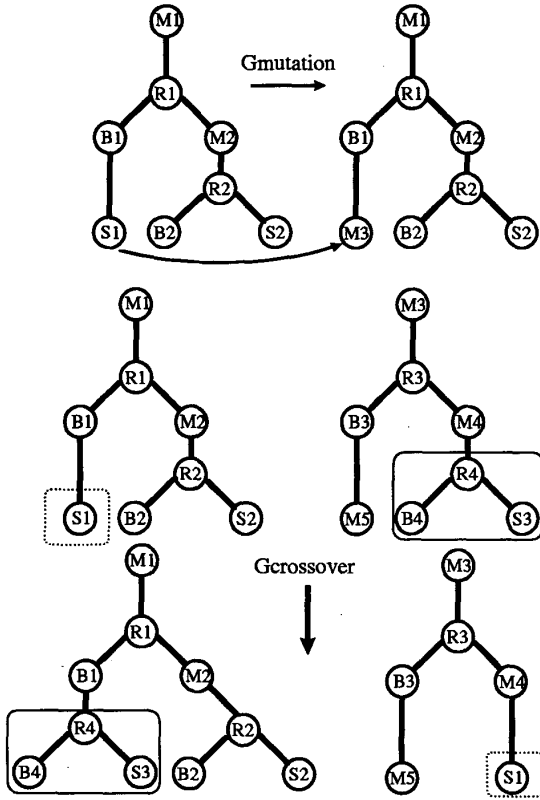 M1 M1
Gmutation
R1 R1
B1 M2 B1 M2
R2 R2
S1 B2 S2 M3 B2 S2
M1 M3
R1 R3
B1 M2 B3 M4
R2 R4
S1 B2 S2 M5 B4 S3
M1 Gcrossover M3
R1 R3
B1 M2 B3 M4
R4 R2
B4 S3 B2 S2 M5 S1